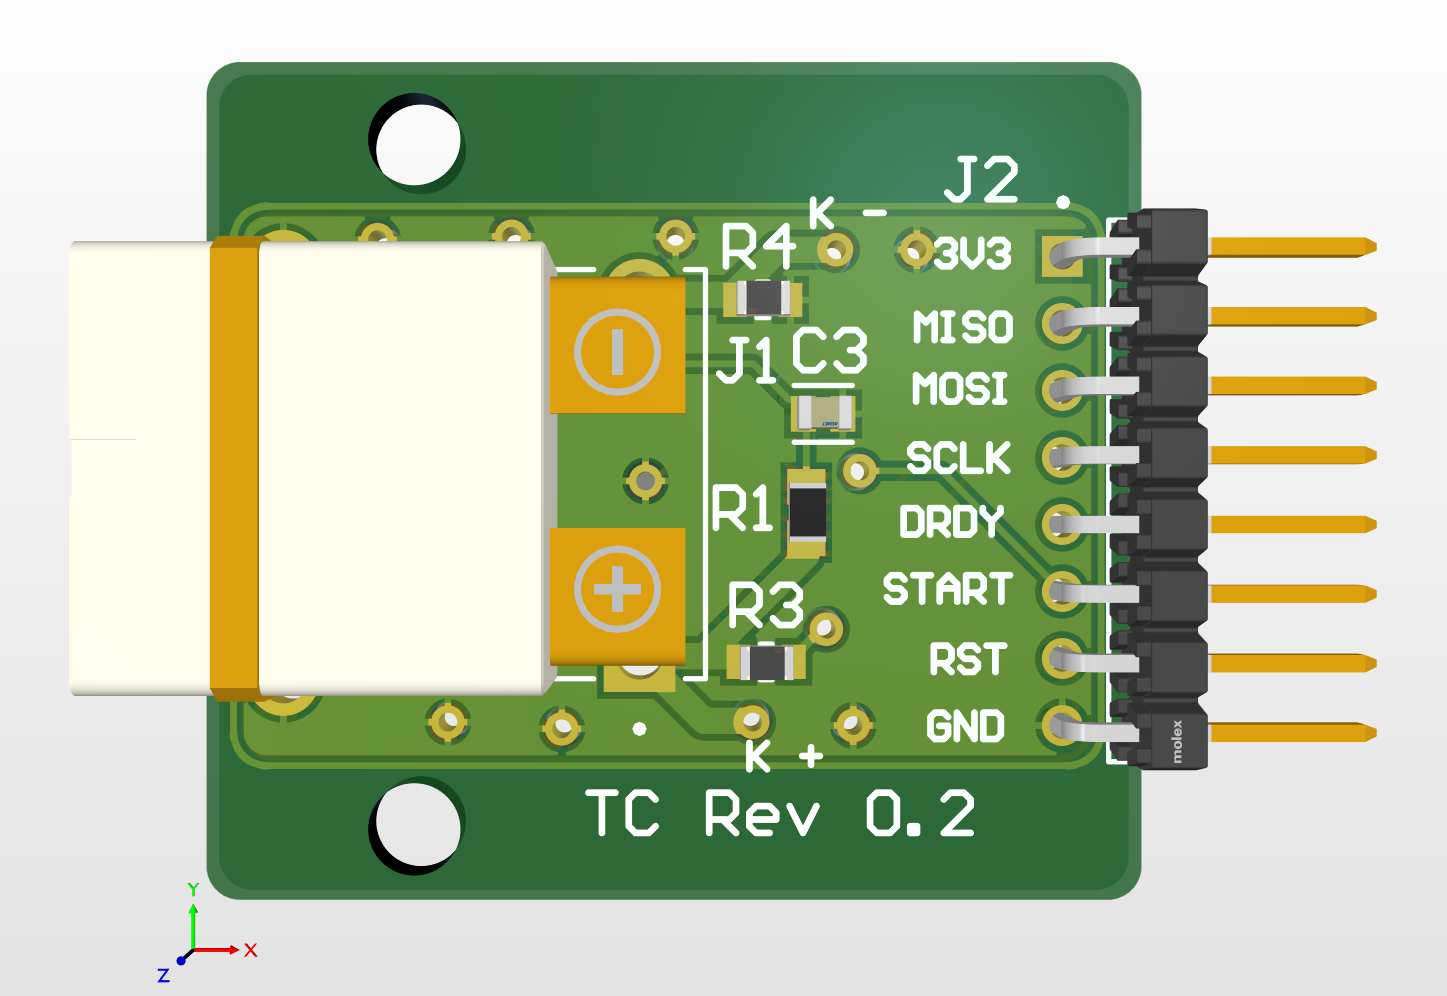 J2
K -
R4
3V3
MISO
J1
C3
MOSI
SCLK
R1
DRDY
START
R3
RST
GND
molex
K +
TC Rev 0.2
Y
X
Z